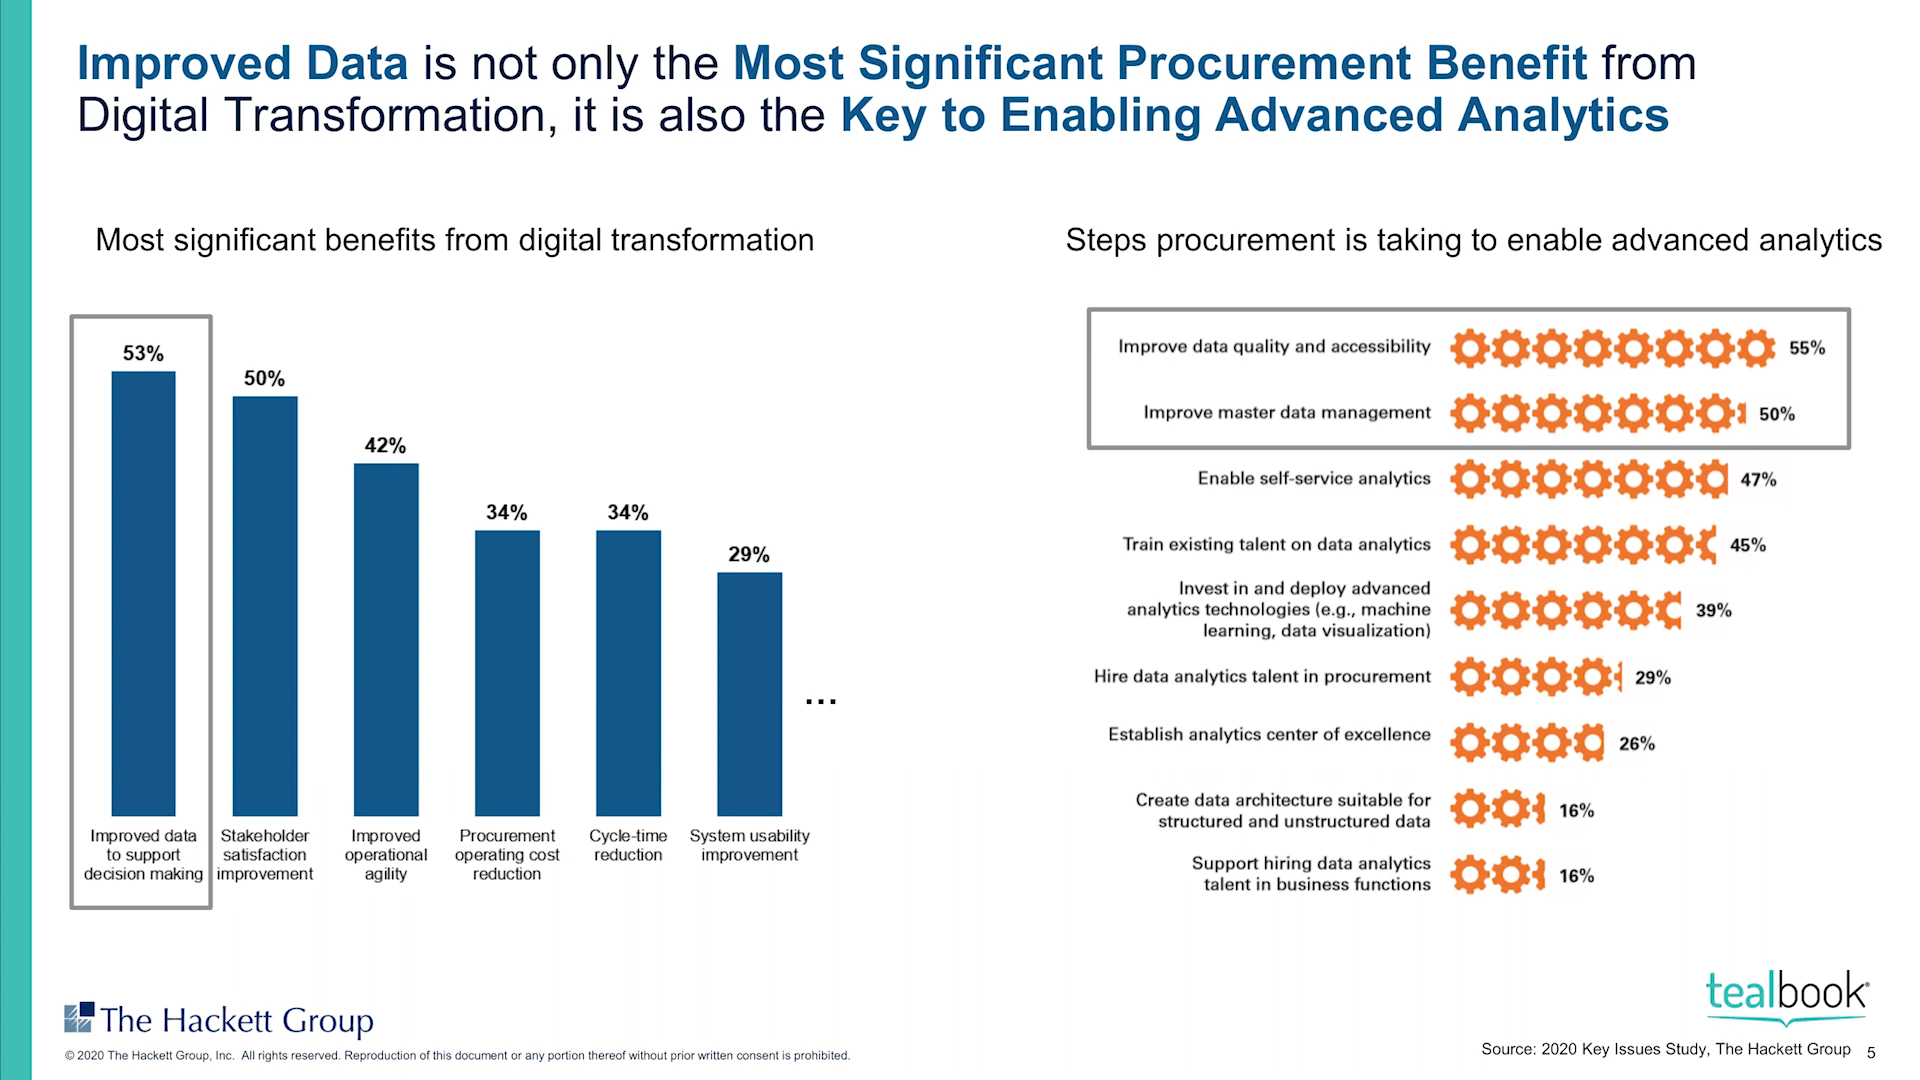 Improved Data is not only the Most Significant Procurement Benefit from
Digital Transformation, it is also the Key to Enabling Advanced Analytics
Most significant benefits from digital transformation
53%
50%
42%
34%
34%
29%
...
Improved data
to support
decision making
Stakeholder
satisfaction
improvement
Improved
operational
agility
Procurement
operating cost
reduction
Cycle-time
reduction
System usability
improvement
Steps procurement is taking to enable advanced analytics
Improve data quality and accessibility
55%
Improve master data management
50%
Enable self-service analytics
47%
Train existing talent on data analytics
45%
Invest in and deploy advanced
analytics technologies (e.g., machine
learning, data visualization)
39%
Hire data analytics talent in procurement
29%
Establish analytics center of excellence
26%
Create data architecture suitable for
structured and unstructured data
16%
Support hiring data analytics
talent in business functions
16%
The Hackett Group
© 2020 The Hackett Group, Inc. All rights reserved. Reproduction of this document or any portion thereof without prior written consent is prohibited.
tealbook
Source: 2020 Key Issues Study, The Hackett Group
5